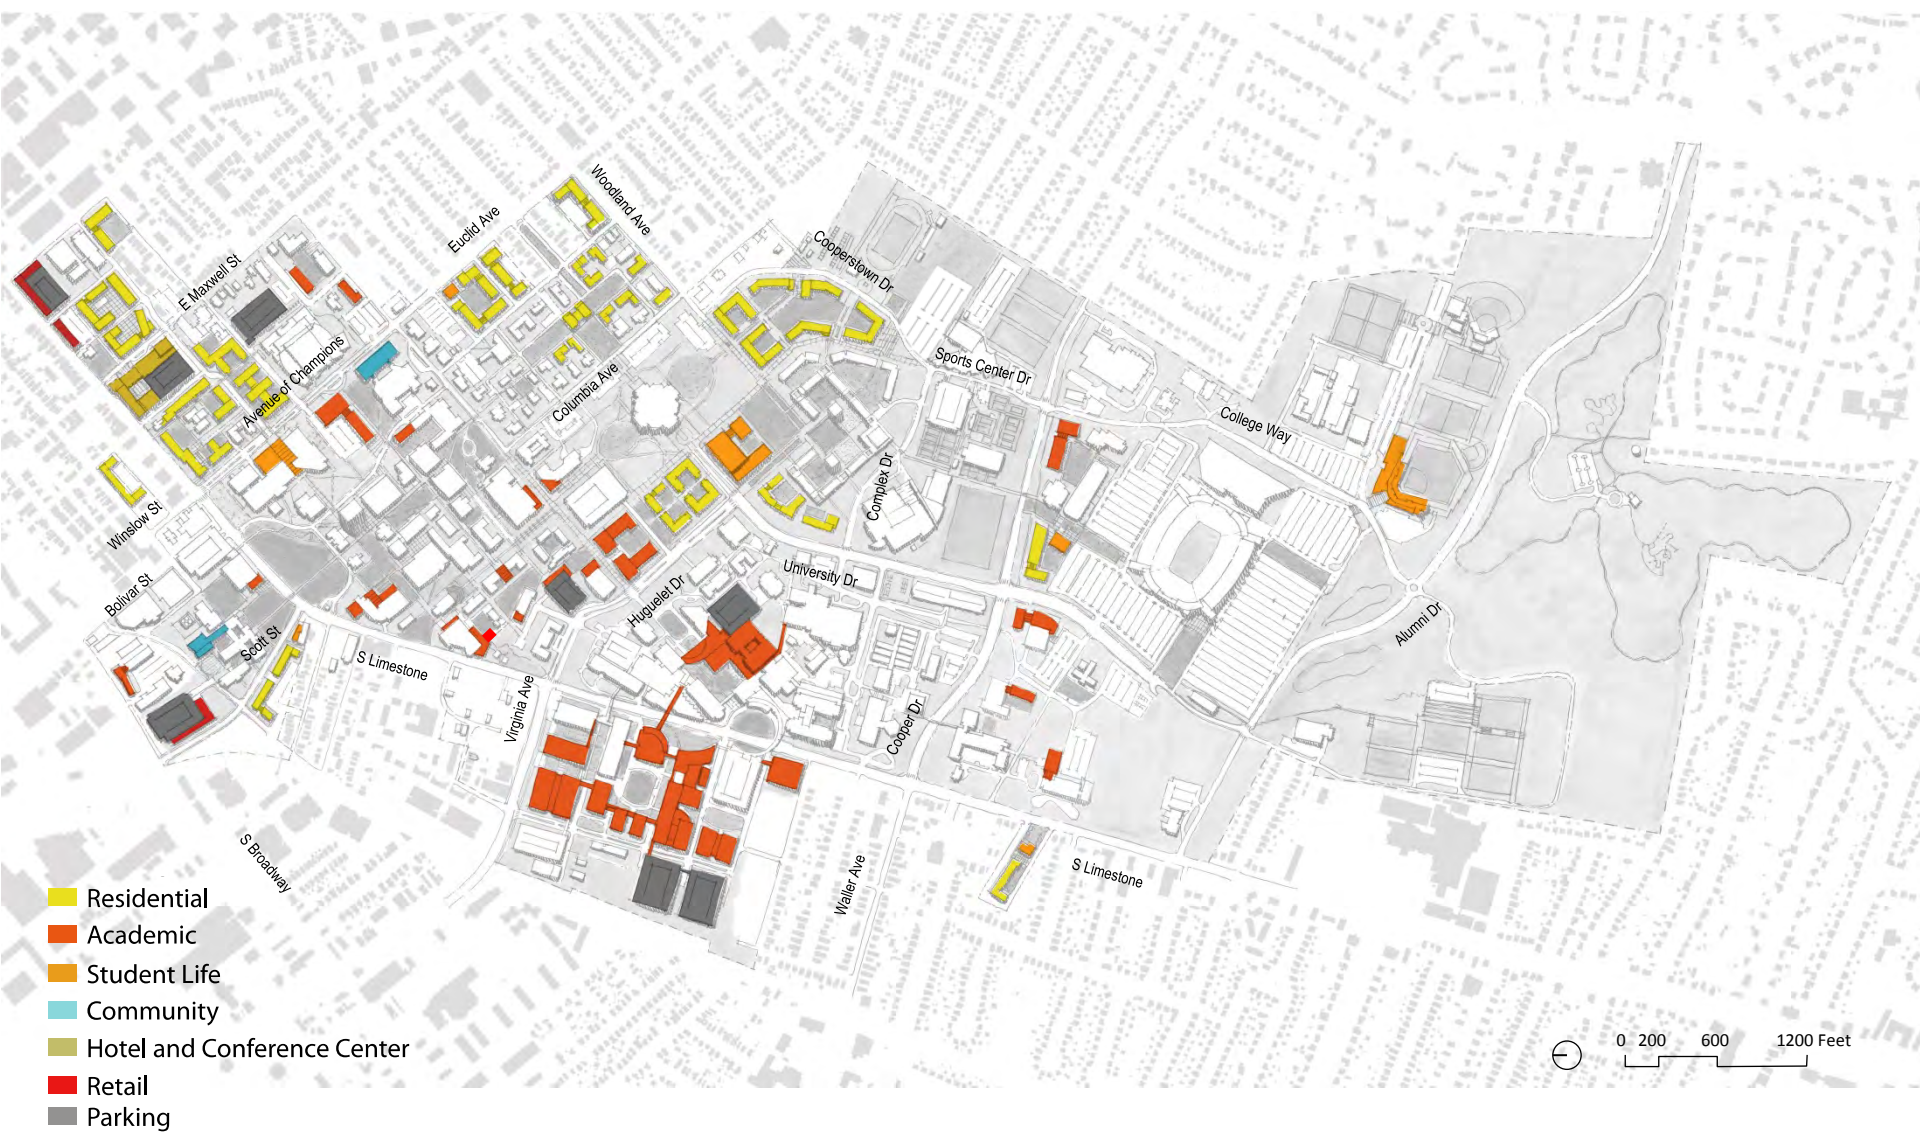 Woodland Ave
Euclid Ave
Cooperstown Dr
E Maxwell St
Avenue of Champions
Sports Center Dr
Columbia Ave
College Way
Complex Dr
Winslow St
Bolivar St
University Dr
Huguelet Dr
Scott St
Alumni Dr
S Limestone
Virginia Ave
Cooper Dr
S Broadway
Waller Ave
S Limestone
Residential
Academic
Student Life
Community
Hotel and Conference Center
Retail
Parking
0 200 600 1200 Feet